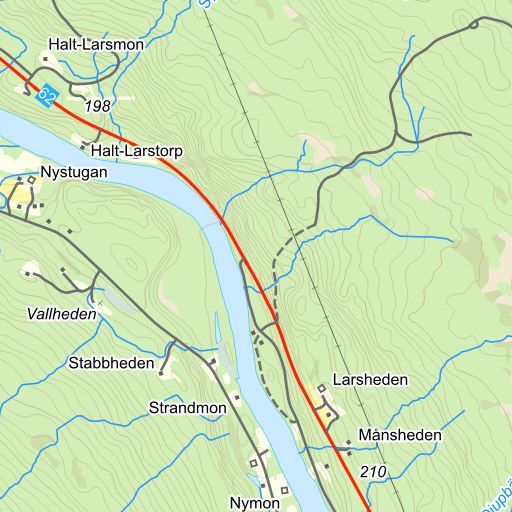 Halt-Larsmon
62
198
Halt-Larstorp
Nystugan
Vallheden
Stabbheden
Larsheden
Strandmon
Månsheden
210
Nymon